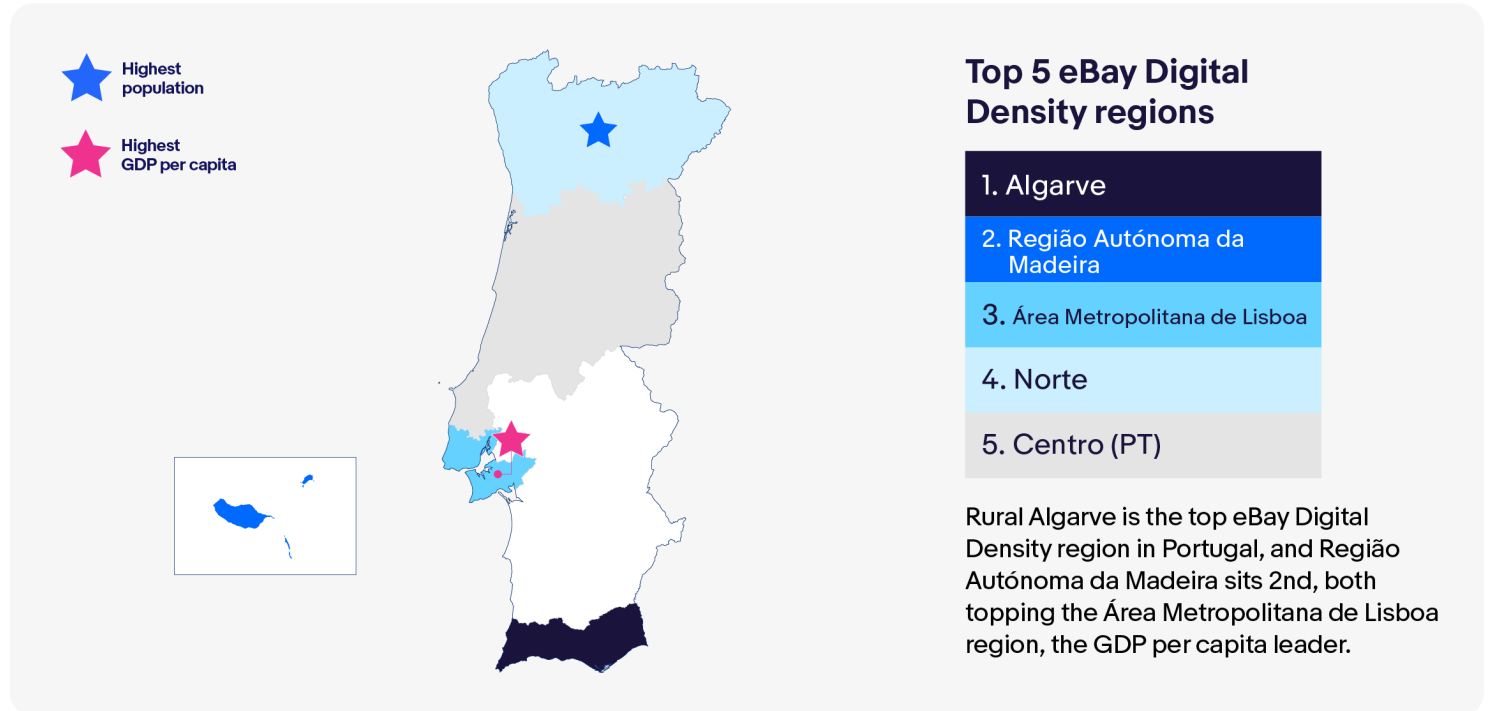 Highest
population
Highest
GDP per capita
Top 5 eBay Digital
Density regions
1. Algarve
2. Região Autónoma da
Madeira
3. Área Metropolitana de Lisboa
4. Norte
5. Centro (PT)
Rural Algarve is the top eBay Digital
Density region in Portugal, and Região
Autónoma da Madeira sits 2nd, both
topping the Área Metropolitana de Lisboa
region, the GDP per capita leader.